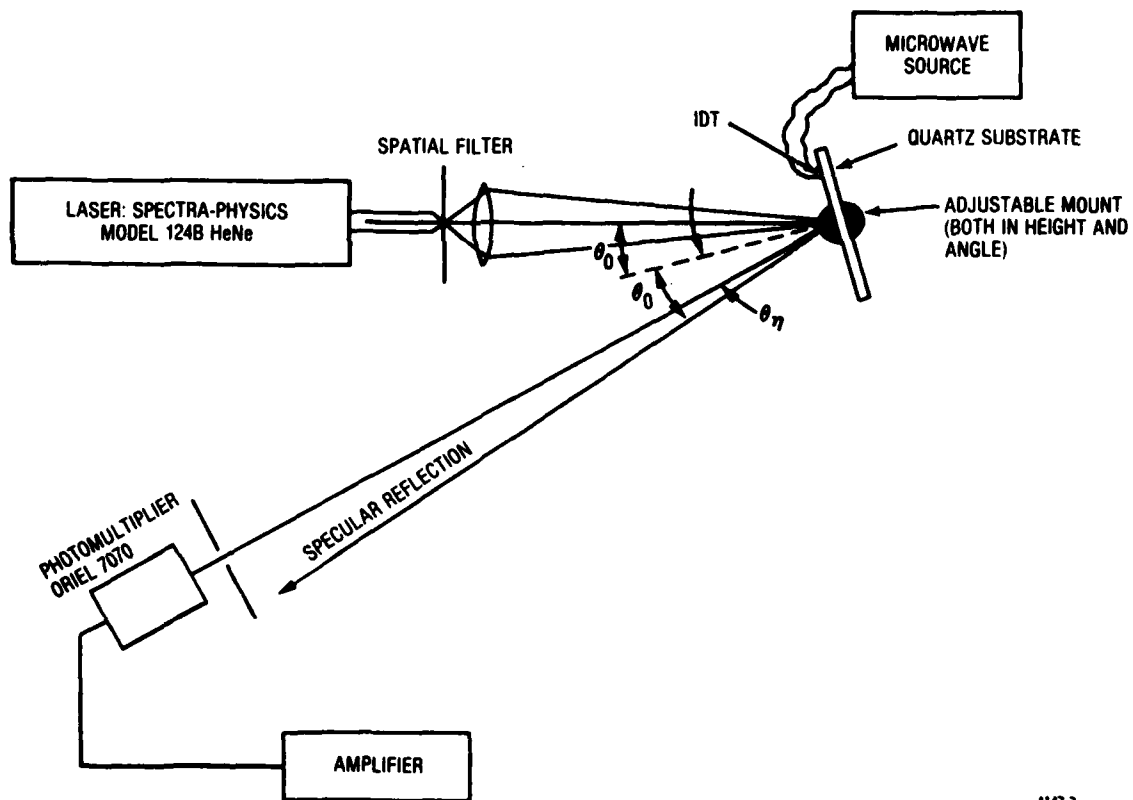 MICROWAVE
SOURCE
IDT
QUARTZ SUBSTRATE
SPATIAL FILTER
LASER: SPECTRA-PHYSICS
MODEL 124B HeNe
ADJUSTABLE MOUNT
(BOTH IN HEIGHT AND
ANGLE)
θ0
θ0
θη
SPECULAR REFLECTION
PHOTOMULTIPLIER
ORIEL 7070
AMPLIFIER